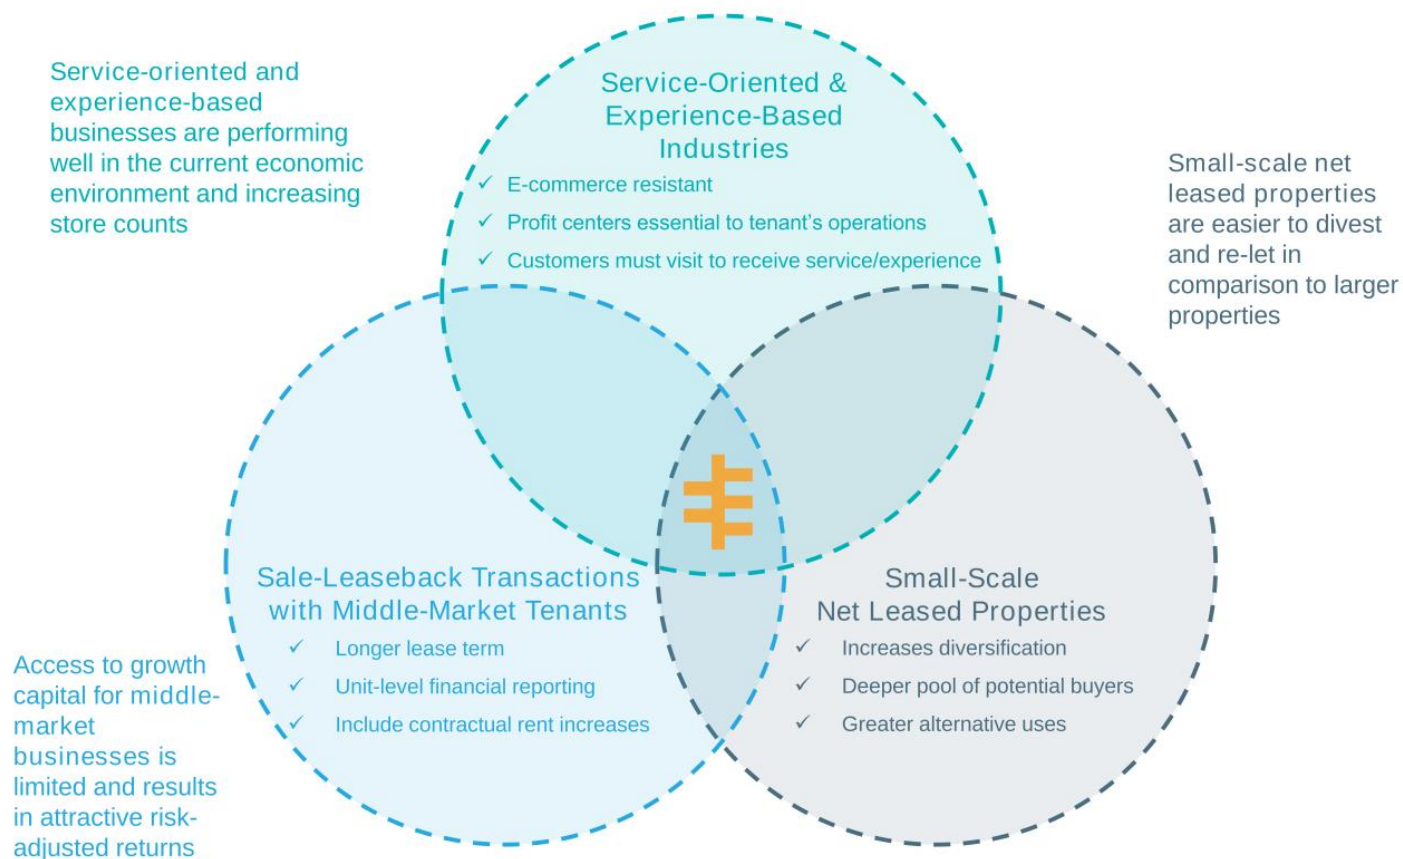 Service-oriented and
experience-based
businesses are performing
well in the current economic
environment and increasing
store counts
Service-Oriented &
Experience-Based
Industries
✓ E-commerce resistant
✓ Profit centers essential to tenant's operations
✓ Customers must visit to receive service/experience
Small-scale net
leased properties
are easier to divest
and re-let in
comparison to larger
properties
Sale-Leaseback Transactions
with Middle-Market Tenants
✓ Longer lease term
✓ Unit-level financial reporting
✓ Include contractual rent increases
Small-Scale
Net Leased Properties
✓ Increases diversification
✓ Deeper pool of potential buyers
✓ Greater alternative uses
Access to growth
capital for middle-
market
businesses is
limited and results
in attractive risk-
adjusted returns